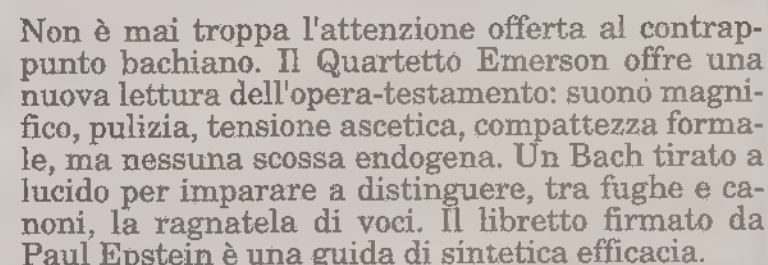 Non è mai troppa l'attenzione offerta al contrap-
punto bachiano. Il Quartetto Emerson offre una
nuova lettura dell'opera-testamento: suono magni-
fico, pulizia, tensione ascetica, compattezza forma-
le, ma nessuna scossa endogena. Un Bach tirato a
lucido per imparare a distinguere, tra fughe e ca-
noni, la ragnatela di voci. Il libretto firmato da
Paul Epstein è una guida di sintetica efficacia.